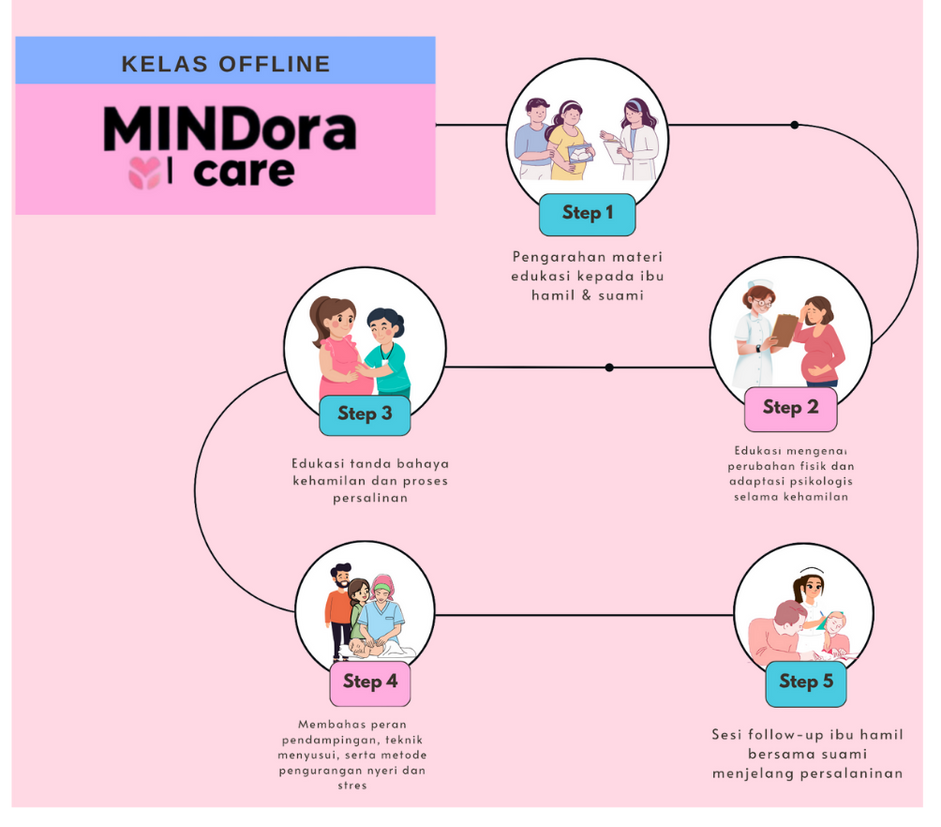 KELAS OFFLINE
MINDora
care
Step 1
Pengarahan materi
edukasi kepada ibu
hamil & suami
Step 2
Edukasi mengenai
perubahan fisik dan
adaptasi psikologis
selama kehamilan
Step 3
Edukasi tanda bahaya
kehamilan dan proses
persalinan
Step 4
Membahas peran
pendampingan, teknik
menyusui, serta metode
pengurangan nyeri dan
stres
Step 5
Sesi follow-up ibu hamil
bersama suami
menjelang persalaninan